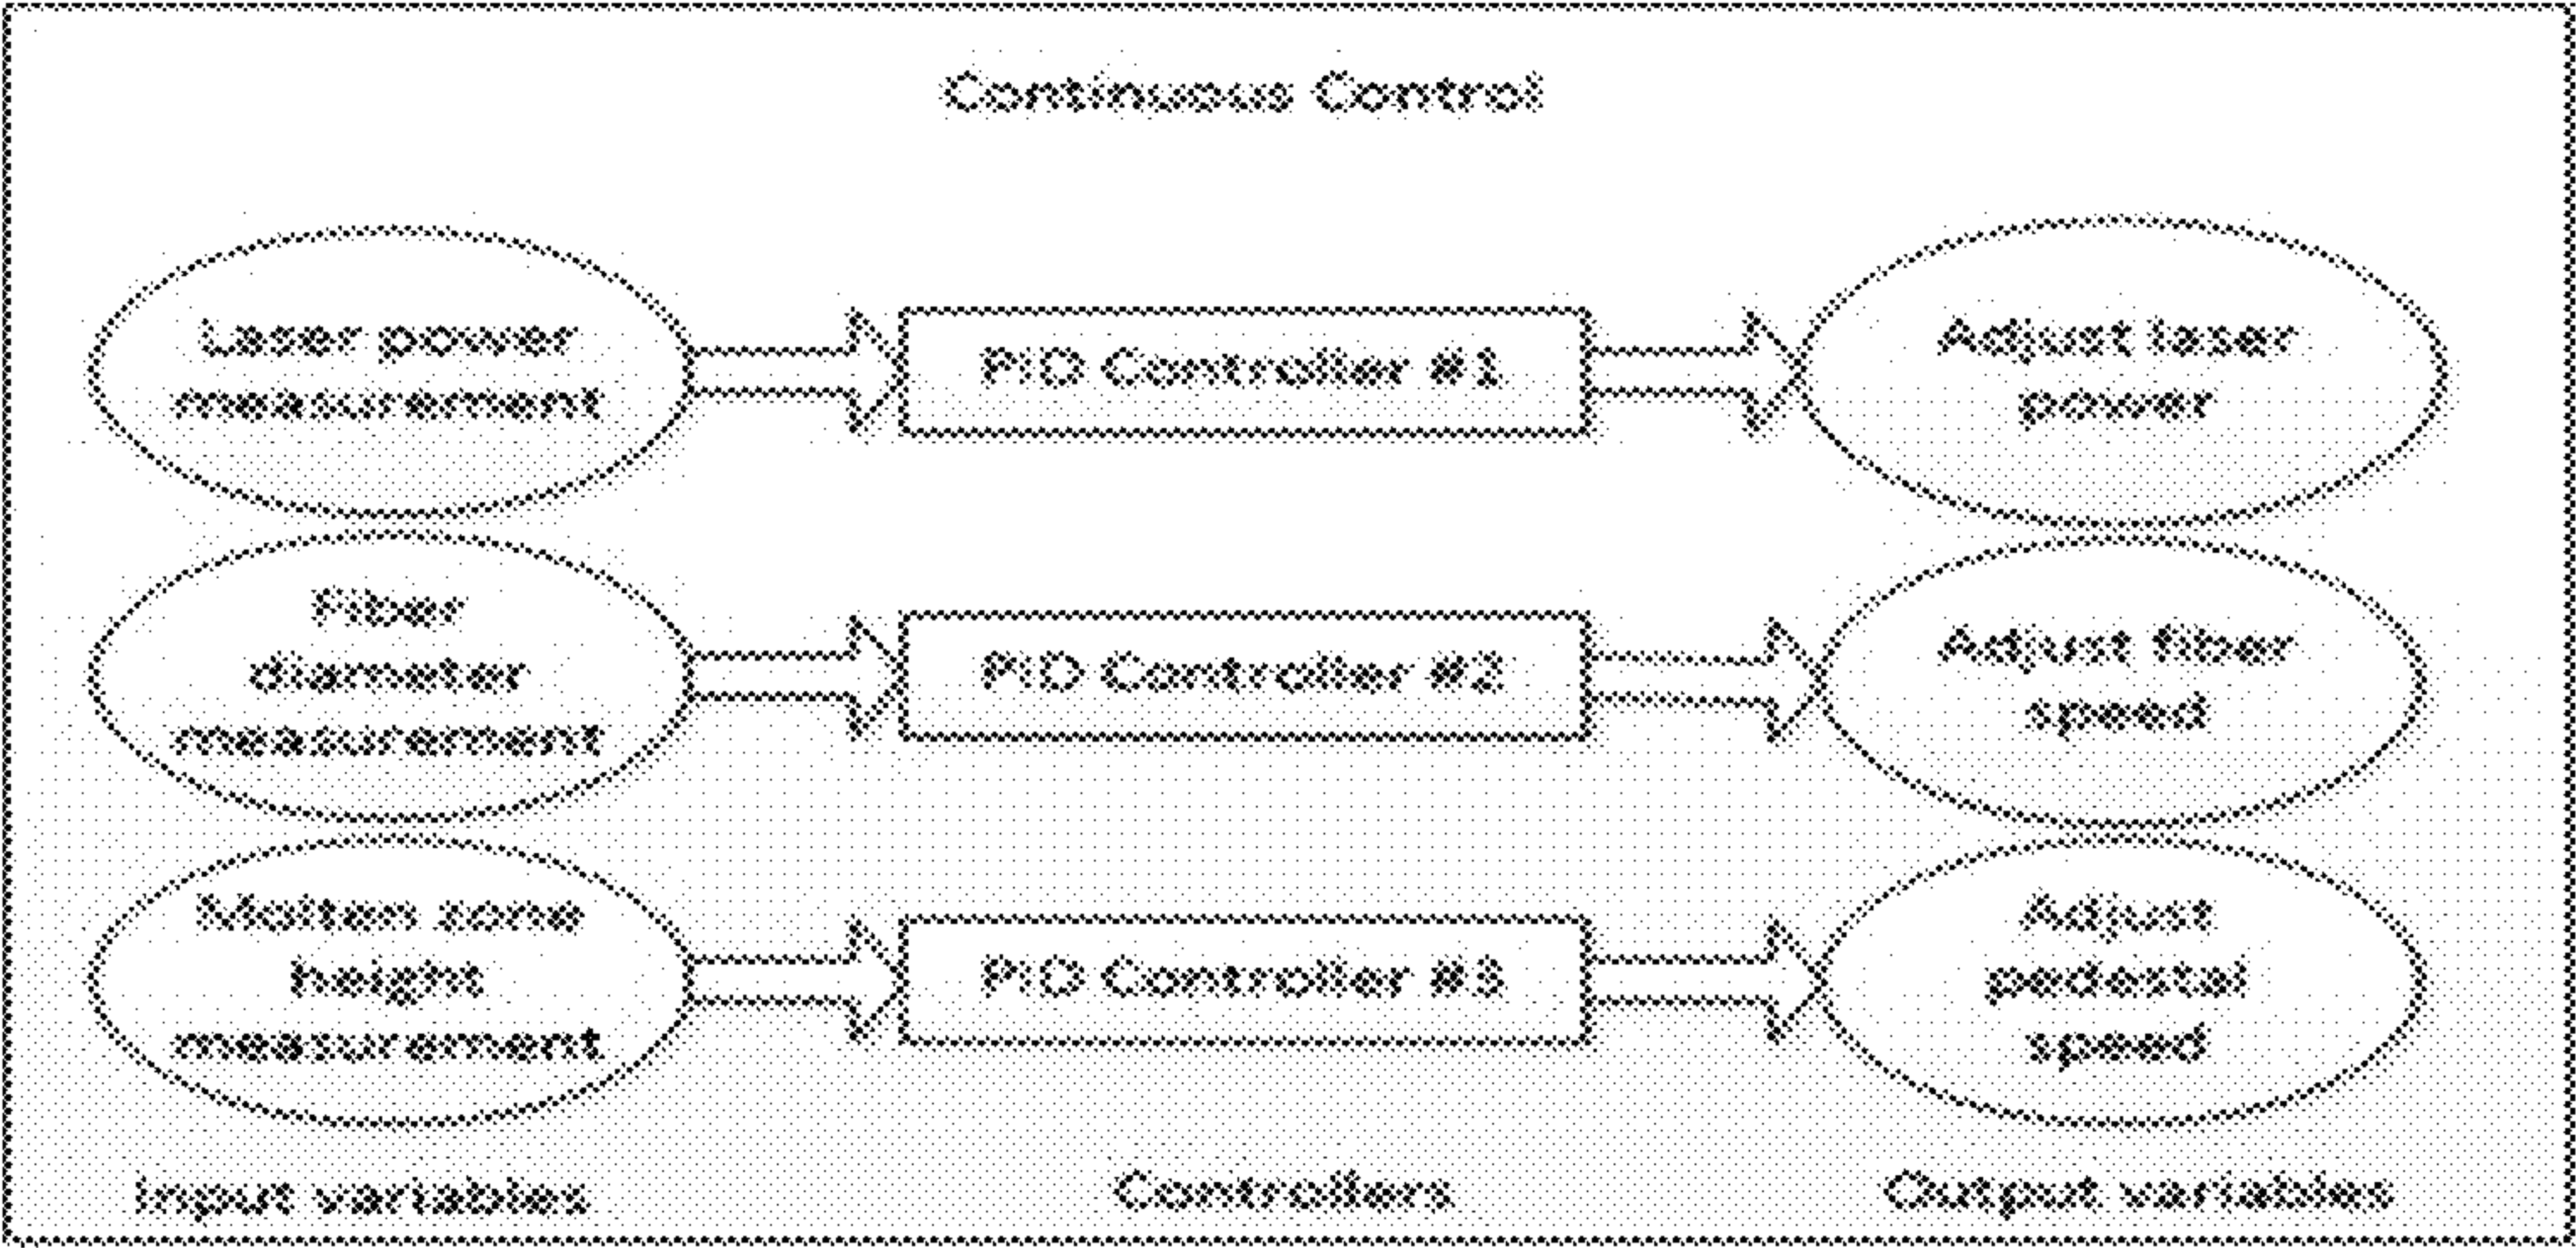 Continuous Control
Laser power
measurement
PID Controller #1
Adjust laser
power
Fiber
diameter
measurement
PID Controller #2
Adjust fiber
speed
Molten zone
height
measurement
PID Controller #3
Adjust
pedestal
speed
Input variables
Controllers
Output variables